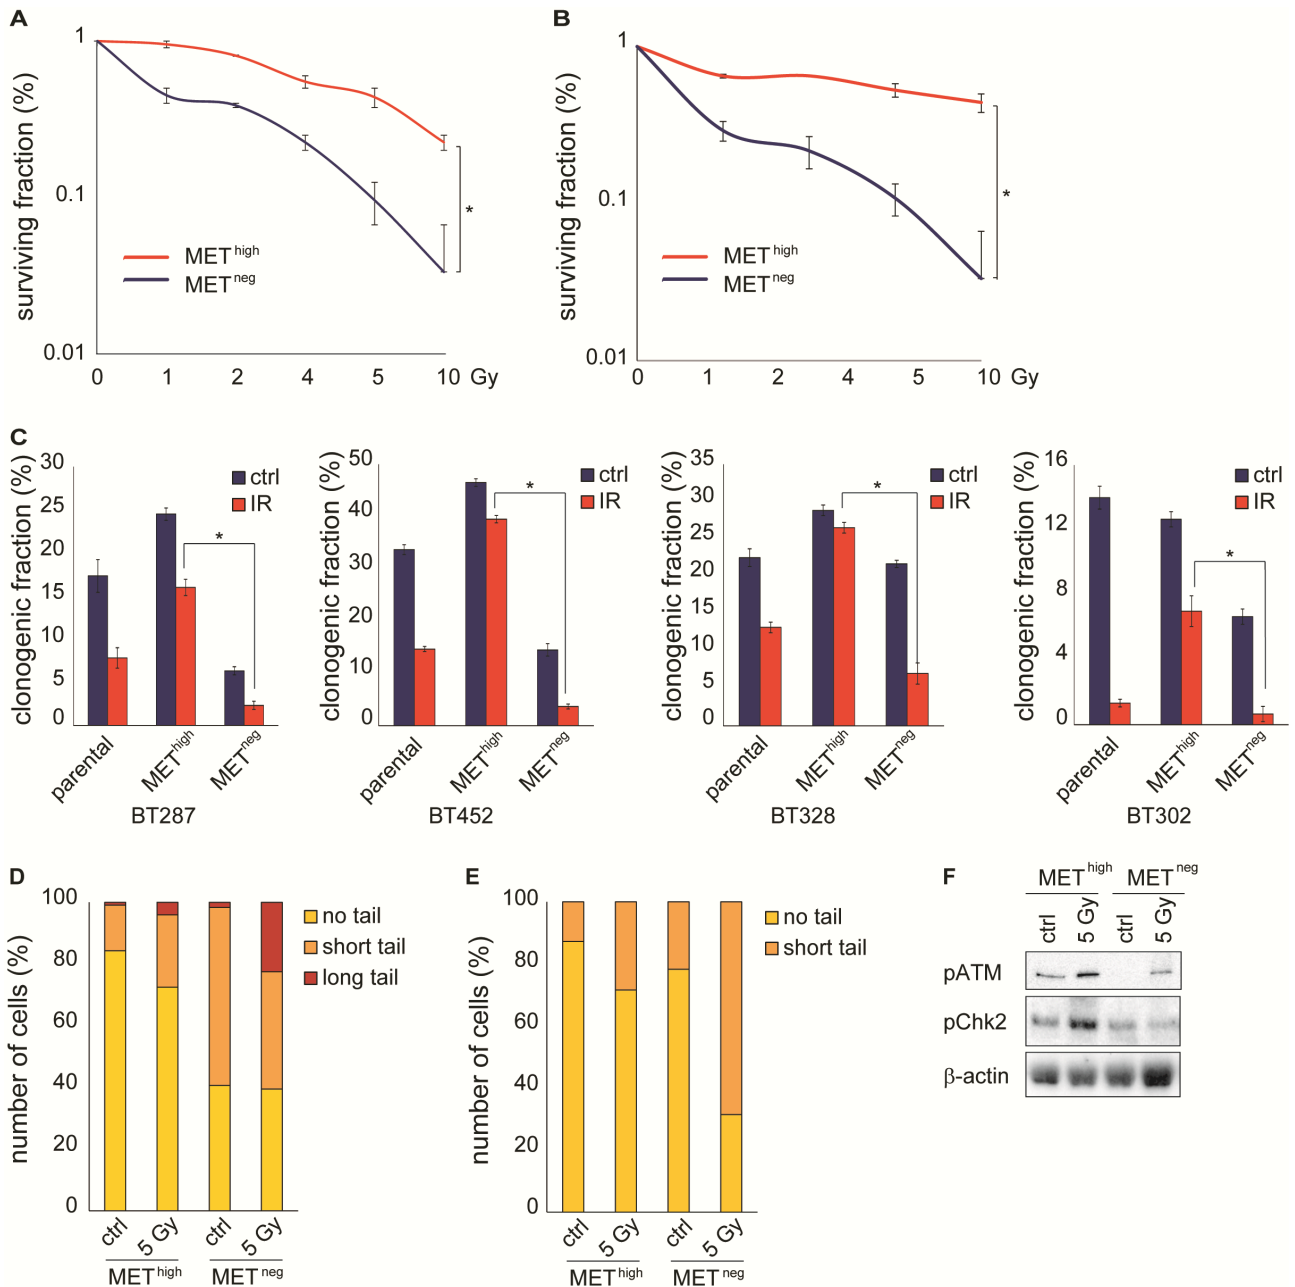 A
surviving fraction (%)
1
0.1
0.01
MET high
MET neg
*
0 1 2 4 5 10 Gy
B
surviving fraction (%)
1
0.1
0.01
MET high
MET neg
*
0 1 2 4 5 10 Gy
C
clonogenic fraction (%)
30
25
20
15
10
5
0
ctrl
IR
*
parental MET high MET neg
BT287
clonogenic fraction (%)
50
40
30
20
10
0
ctrl
IR
*
parental MET high MET neg
BT452
clonogenic fraction (%)
35
30
25
20
15
10
5
0
ctrl
IR
*
parental MET high MET neg
BT328
clonogenic fraction (%)
16
12
8
4
0
ctrl
IR
*
parental MET high MET neg
BT302
D
number of cells (%)
100
80
60
40
20
0
no tail
short tail
long tail
ctrl 5 Gy ctrl 5 Gy
MET high MET neg
E
number of cells (%)
100
80
60
40
20
0
no tail
short tail
ctrl 5 Gy ctrl 5 Gy
MET high MET neg
F
MET high MET neg
ctrl 5 Gy ctrl 5 Gy
pATM
pChk2
β-actin